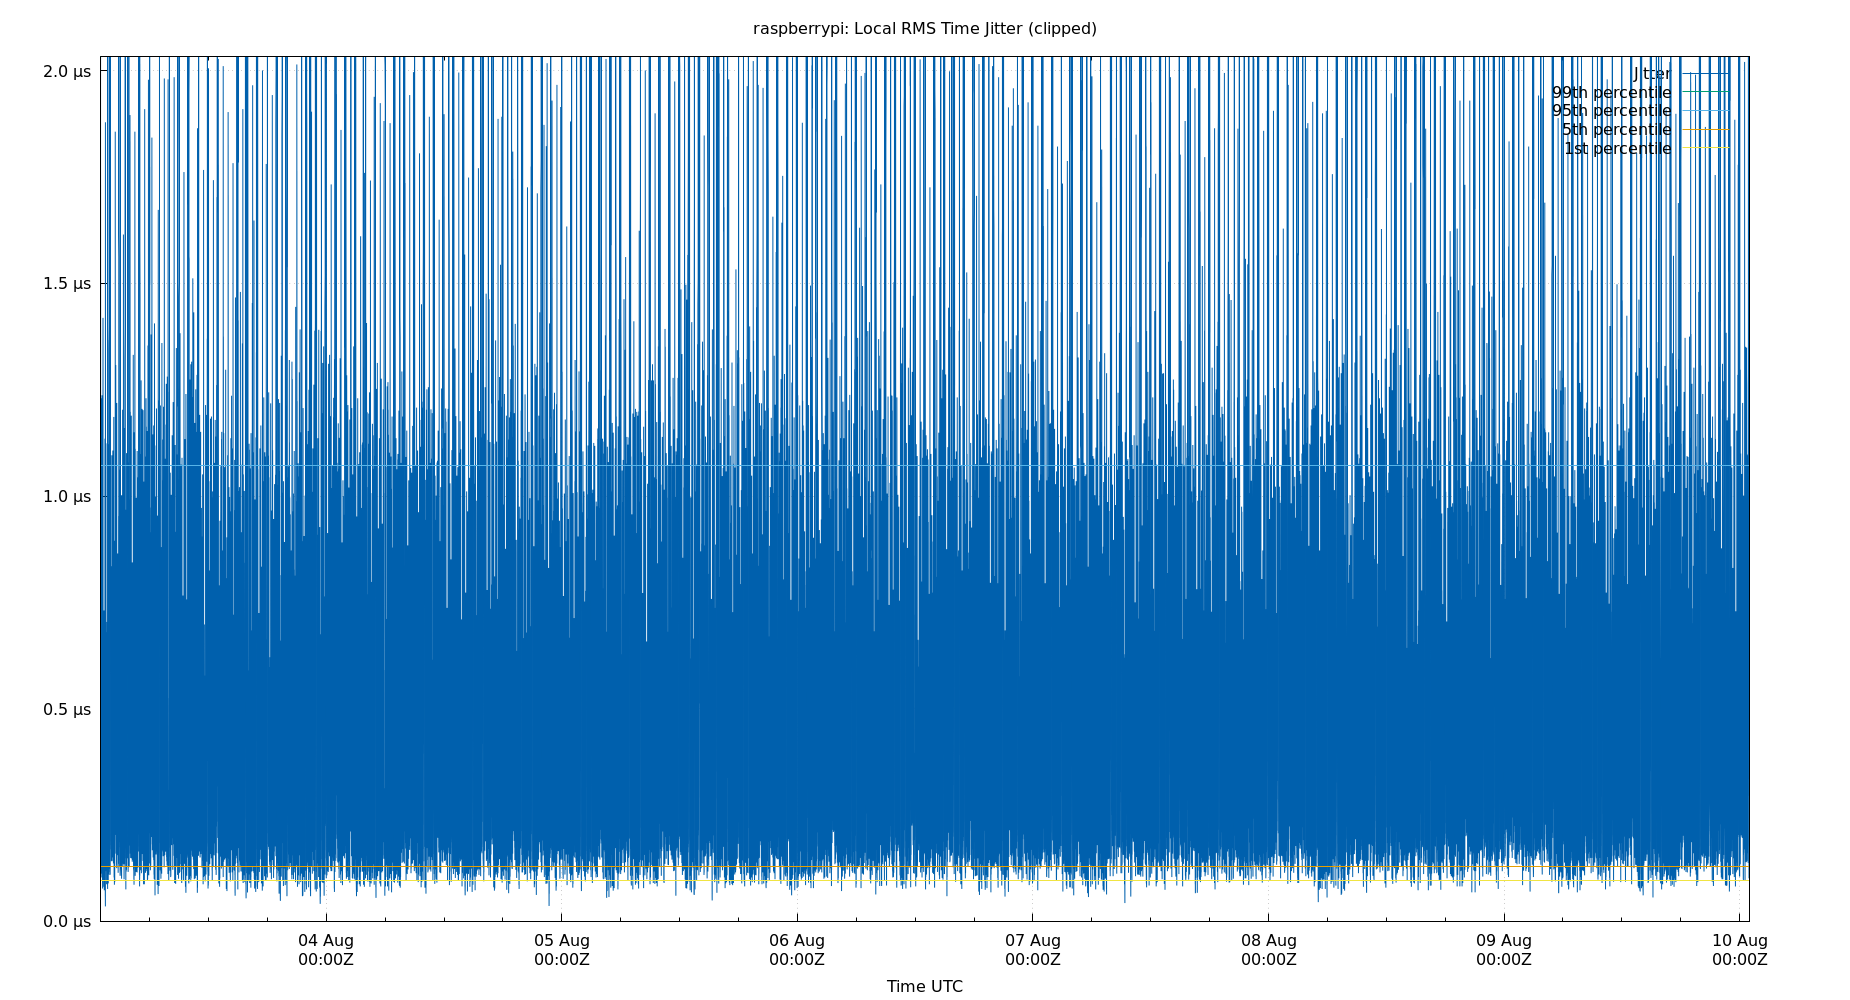 raspberrypi: Local RMS Time Jitter (clipped)
2.0 μs
1.5 μs
1.0 μs
0.5 μs
0.0 μs
Jitter
99th percentile
95th percentile
5th percentile
1st percentile
04 Aug
00:00Z
05 Aug
00:00Z
06 Aug
00:00Z
07 Aug
00:00Z
08 Aug
00:00Z
09 Aug
00:00Z
10 Aug
00:00Z
Time UTC